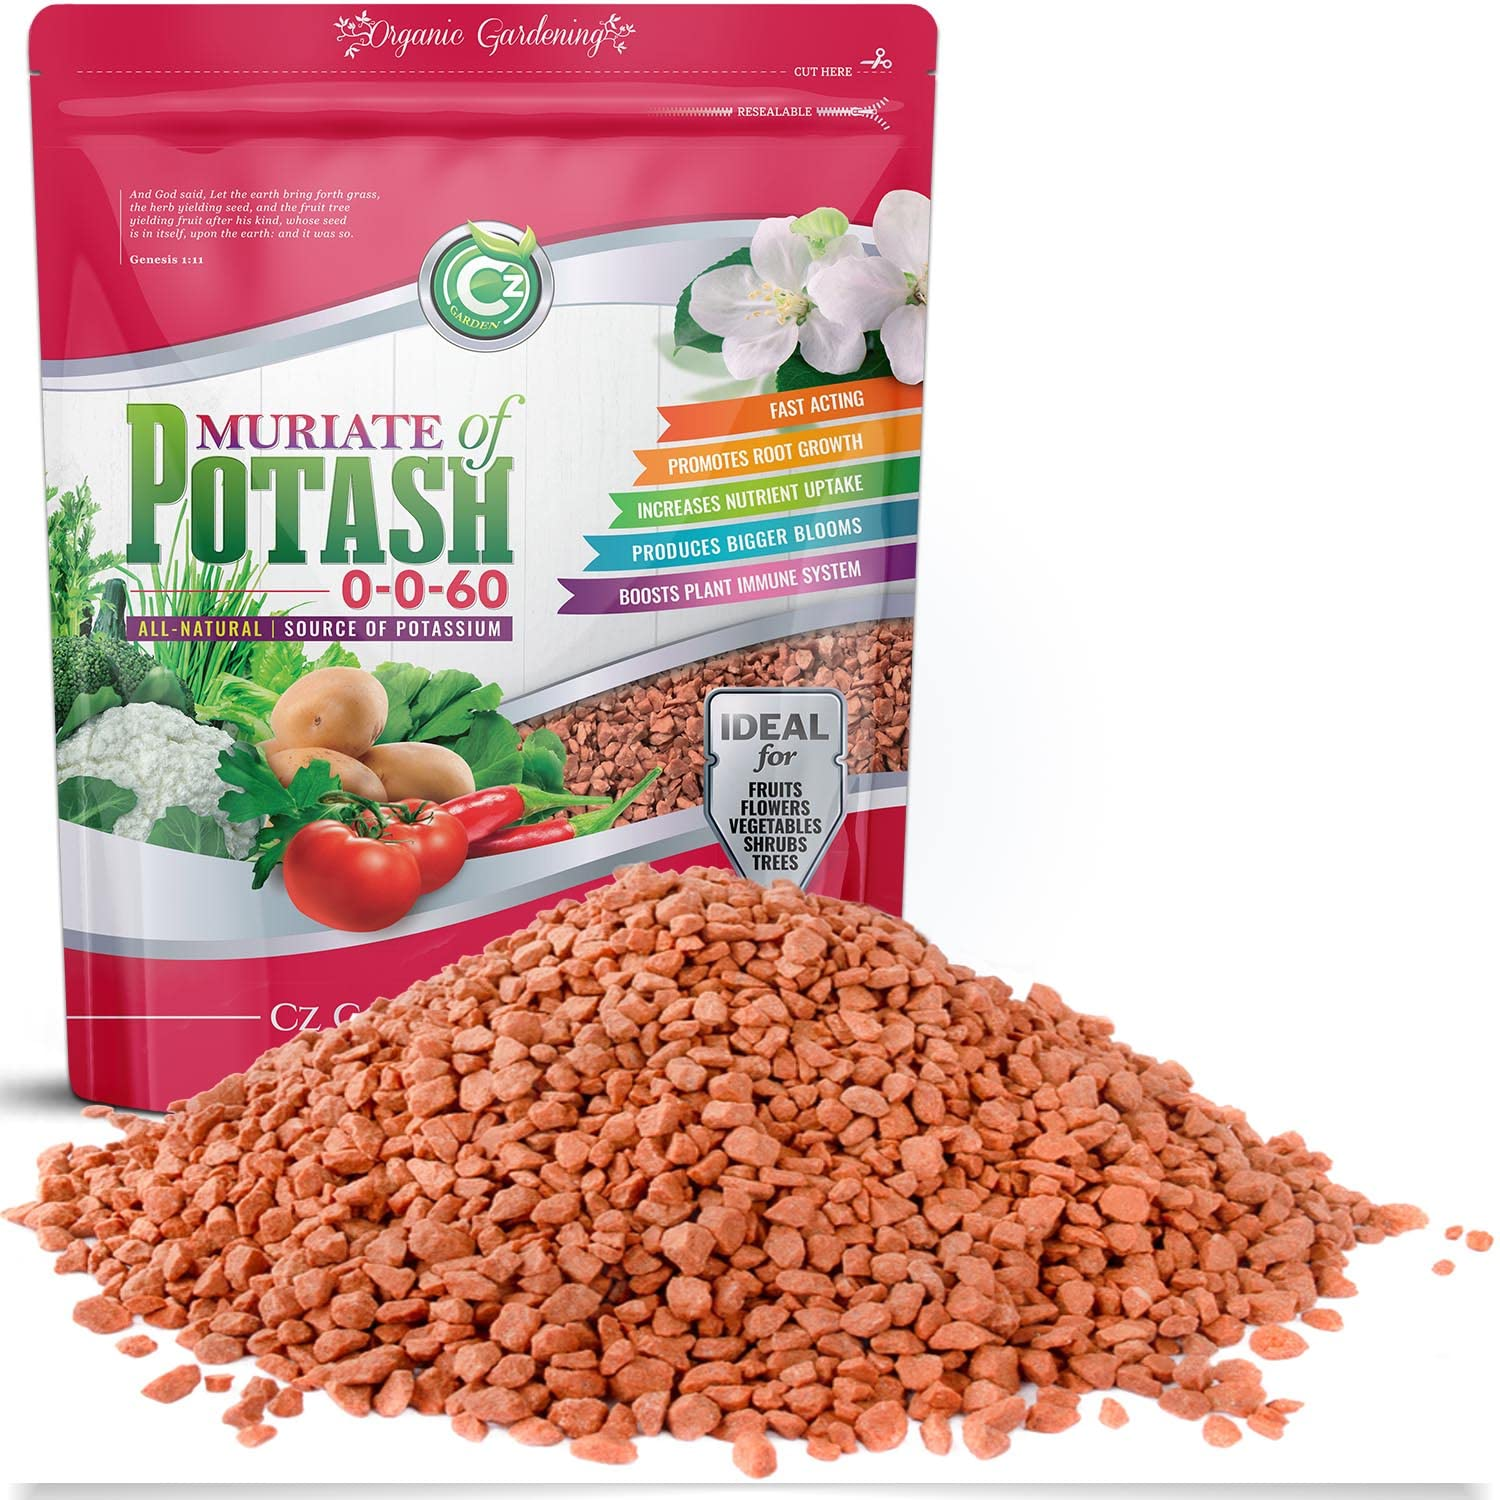 Organic Gardening
CUT HERE
RESEALABLE
And God said, Let the earth bring forth grass,
the herb yielding seed, and the fruit tree
yielding fruit after his kind, whose seed
is in itself, upon the earth: and it was so.
Genesis 1:11
Cz
GARDEN
MURIATE of
POTASH
0-0-60
ALL-NATURAL | SOURCE OF POTASSIUM
FAST ACTING
PROMOTES ROOT GROWTH
INCREASES NUTRIENT UPTAKE
PRODUCES BIGGER BLOOMS
BOOSTS PLANT IMMUNE SYSTEM
IDEAL
for
FRUITS
FLOWERS
VEGETABLES
SHRUBS
TREES
CZ